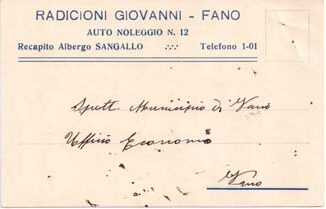 RADICIONI GIOVANNI - FANO
AUTO NOLEGGIO N. 12
Recapito Albergo SANGALLO Telefono 1-01
Spett. Municipio di Fano
Ufficio Economo
Fano